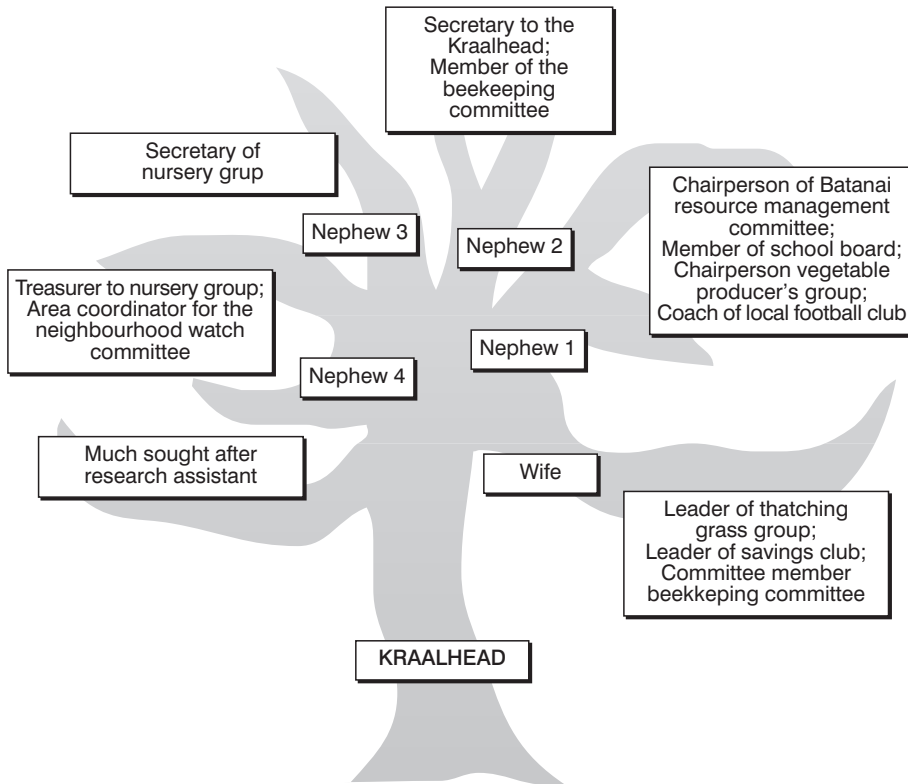 Secretary to the
Kraalhead;
Member of the
beekeeping
committee
Secretary of
nursery grup
Chairperson of Batanai
resource management
committee;
Member of school board;
Chairperson vegetable
producer's group;
Coach of local football club
Nephew 3
Nephew 2
Treasurer to nursery group;
Area coordinator for the
neighbourhood watch
committee
Nephew 1
Nephew 4
Much sought after
research assistant
Wife
Leader of thatching
grass group;
Leader of savings club;
Committee member
beekkeping committee
KRAALHEAD